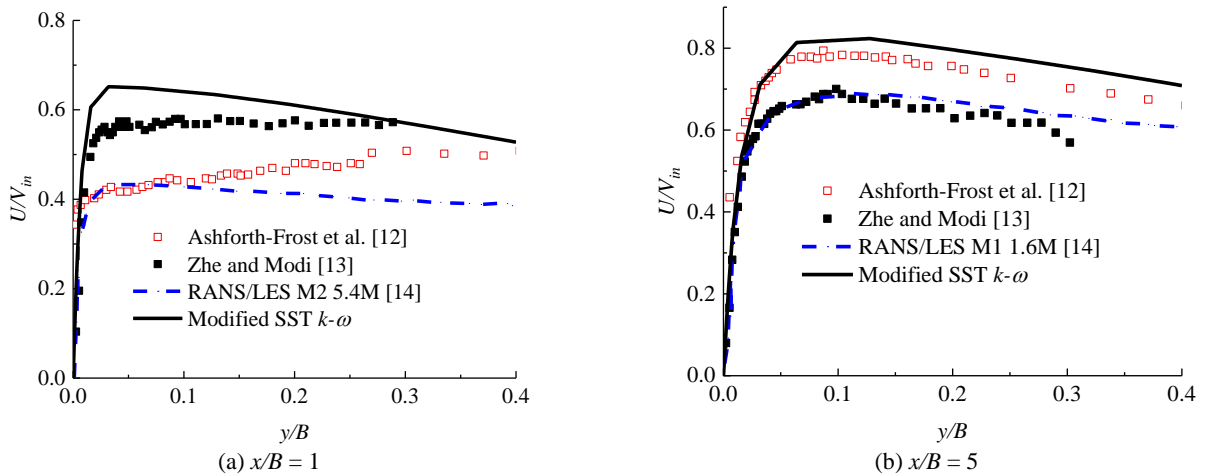 0.8
0.6
0.4
0.2
0.0
U/V_in
0.0 0.1 0.2 0.3 0.4
y/B
Ashforth-Frost et al. [12]
Zhe and Modi [13]
RANS/LES M2 5.4M [14]
Modified SST k-ω
(a) x/B = 1
0.8
0.6
0.4
0.2
0.0
U/V_in
0.0 0.1 0.2 0.3 0.4
y/B
Ashforth-Frost et al. [12]
Zhe and Modi [13]
RANS/LES M1 1.6M [14]
Modified SST k-ω
(b) x/B = 5